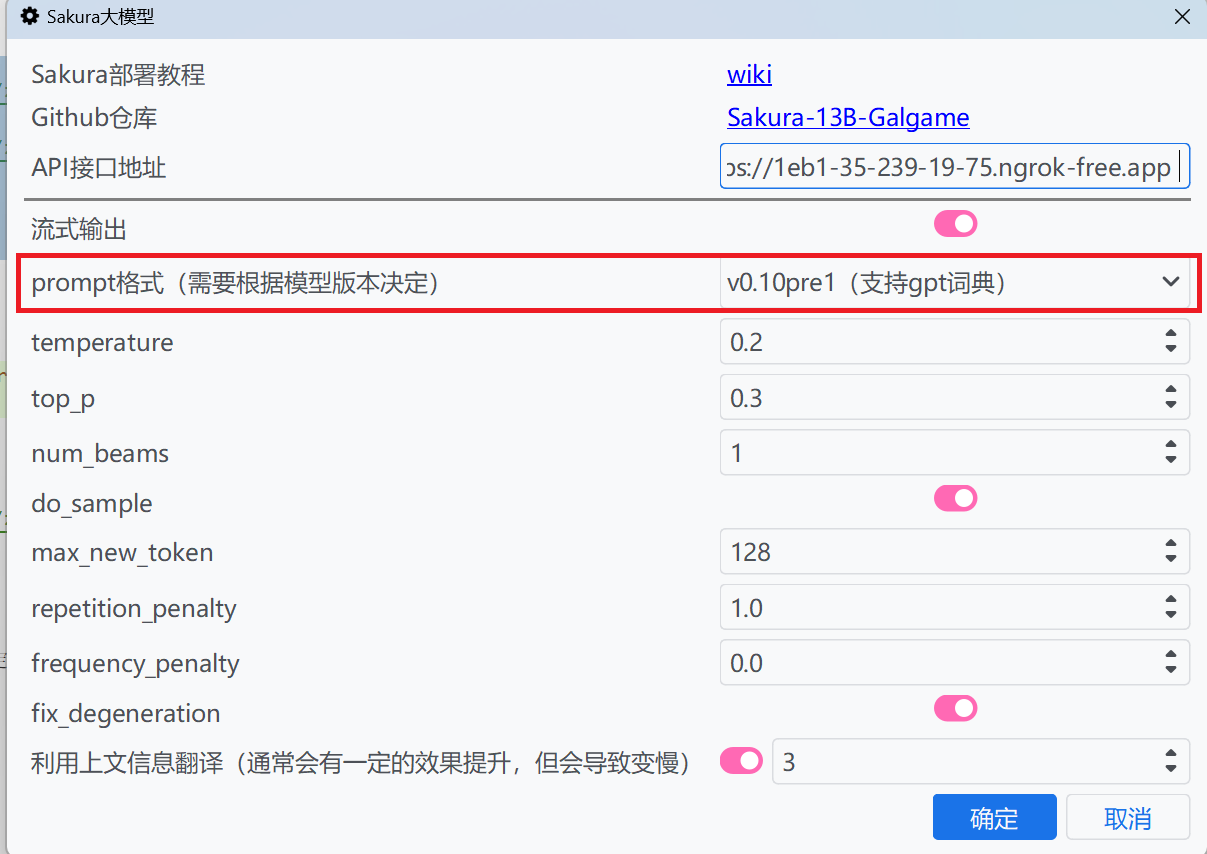 Sakura大模型
Sakura部署教程 wiki
Github仓库 Sakura-13B-Galgame
API接口地址 os://1eb1-35-239-19-75.ngrok-free.app
流式输出
prompt格式（需要根据模型版本决定） v0.10pre1（支持gpt词典）
temperature 0.2
top_p 0.3
num_beams 1
do_sample
max_new_token 128
repetition_penalty 1.0
frequency_penalty 0.0
fix_degeneration
利用上文信息翻译（通常会有一定的效果提升，但会导致变慢） 3
确定 取消